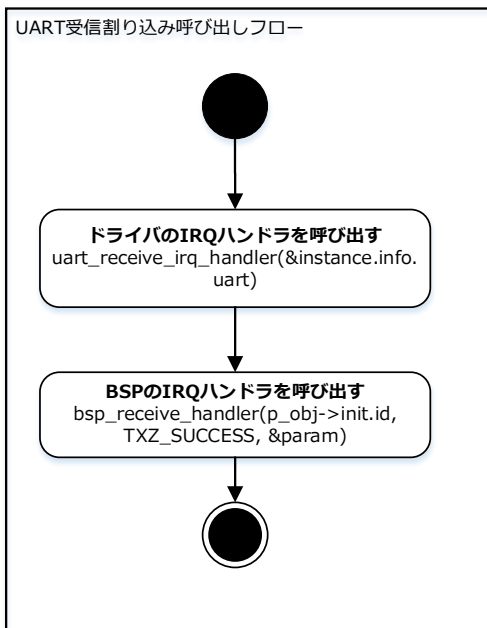 UART受信割り込み呼び出しフロー
ドライバのIRQハンドラを呼び出す
uart_receive_irq_handler(&instance.info.
uart)
BSPのIRQハンドラを呼び出す
bsp_receive_handler(p_obj->init.id,
TXZ_SUCCESS, &param)